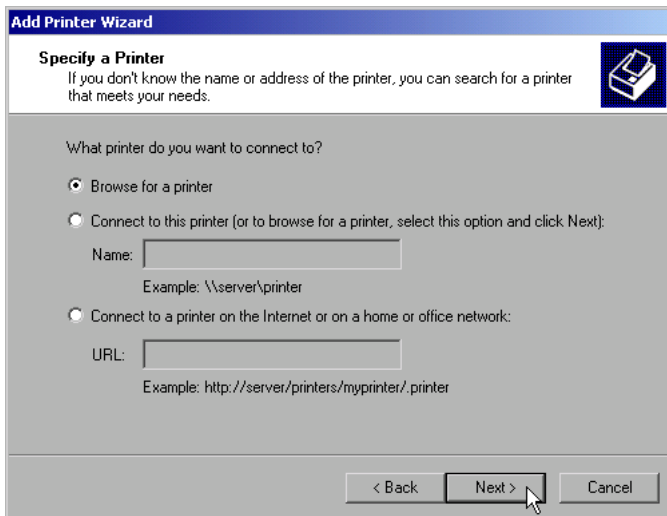 Add Printer Wizard
Specify a Printer
If you don't know the name or address of the printer, you can search for a printer
that meets your needs.
What printer do you want to connect to?
Browse for a printer
Connect to this printer (or to browse for a printer, select this option and click Next):
Name:
Example: \\server\printer
Connect to a printer on the Internet or on a home or office network:
URL:
Example: http://server/printers/myprinter/.printer
< Back Next > Cancel